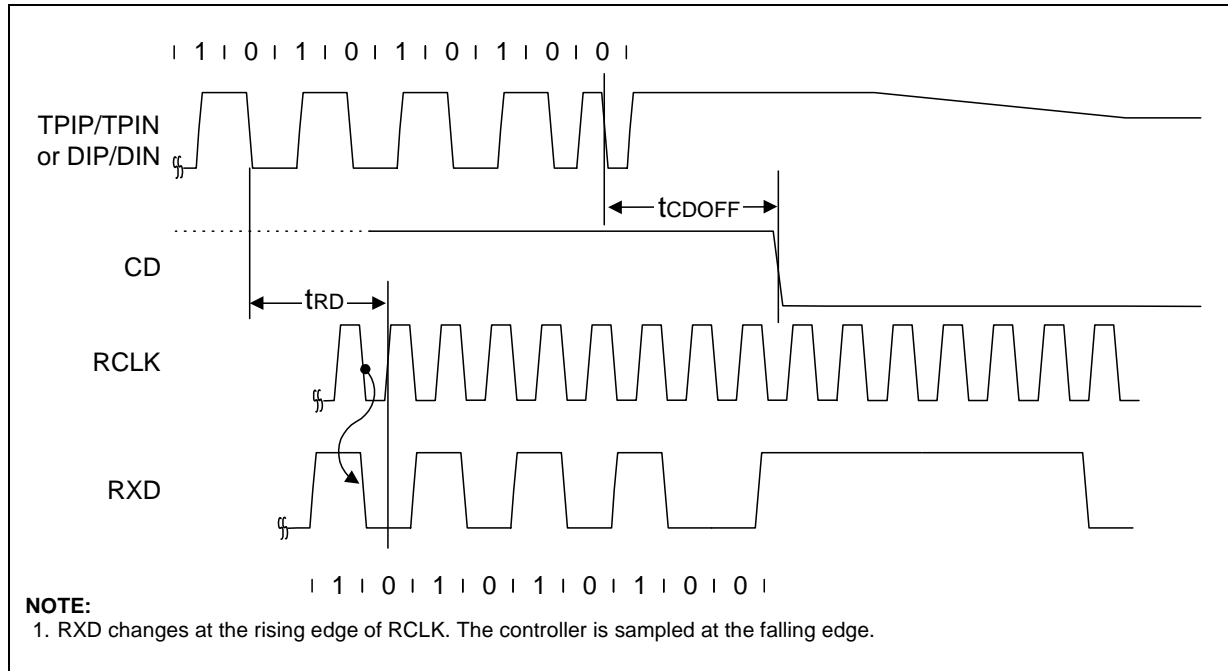 1 0 1 0 1 0 1 0 0
TPIP/TPIN
or DIP/DIN
tCDOFF
CD
tRD
RCLK
RXD
1 0 1 0 1 0 1 0 0
NOTE:
1. RXD changes at the rising edge of RCLK. The controller is sampled at the falling edge.